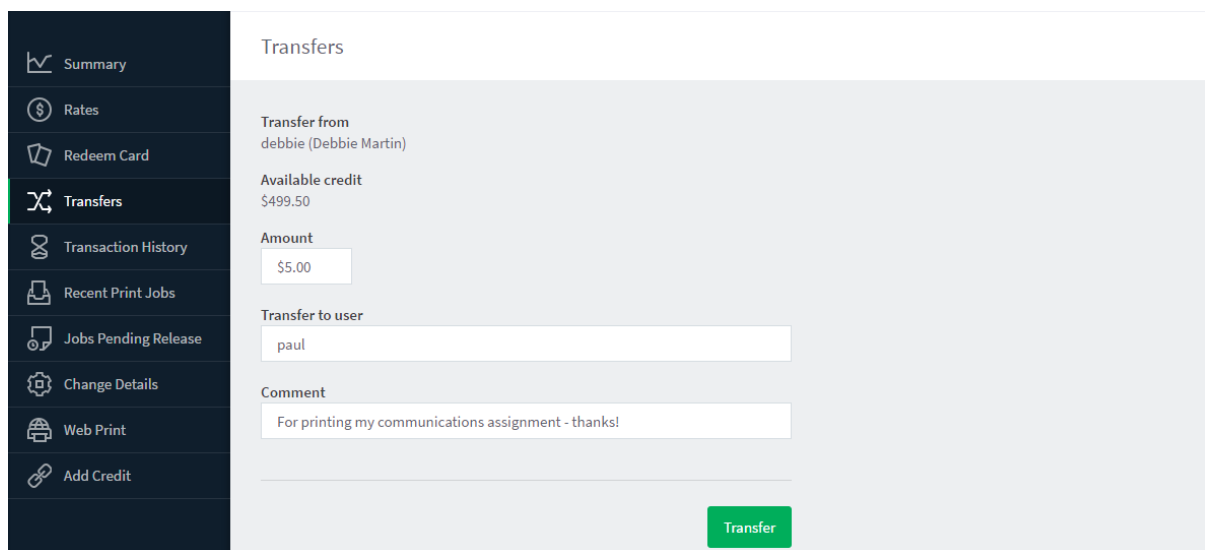 Summary
Rates
Redeem Card
Transfers
Transaction History
Recent Print Jobs
Jobs Pending Release
Change Details
Web Print
Add Credit
Transfers
Transfer from
debbie (Debbie Martin)
Available credit
$499.50
Amount
$5.00
Transfer to user
paul
Comment
For printing my communications assignment - thanks!
Transfer